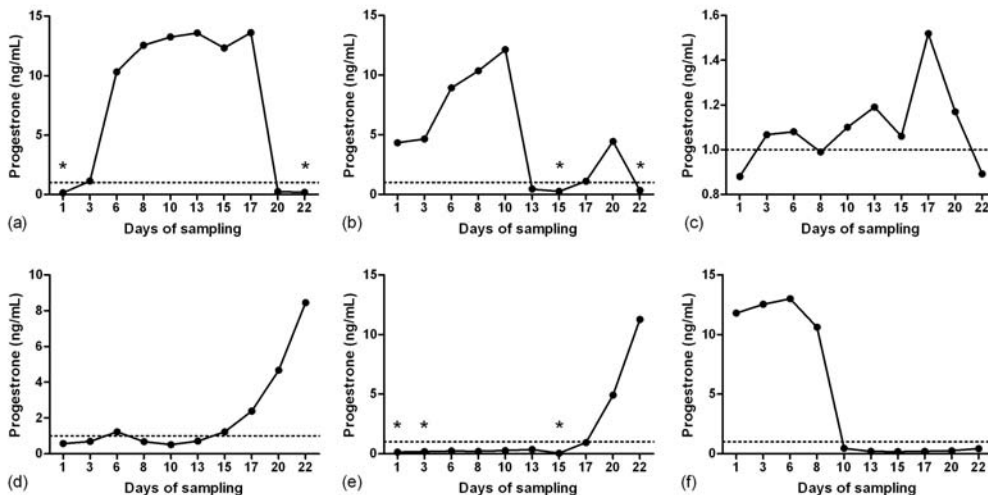 15
10
5
0
Progestrone (ng/mL)
*
*
1 3 6 8 10 13 15 17 20 22
Days of sampling
(a)
15
10
5
0
Progestrone (ng/mL)
*
*
1 3 6 8 10 13 15 17 20 22
Days of sampling
(b)
1.6
1.4
1.2
1.0
0.8
Progestrone (ng/mL)
1 3 6 8 10 13 15 17 20 22
Days of sampling
(c)
10
8
6
4
2
0
Progestrone (ng/mL)
1 3 6 8 10 13 15 17 20 22
Days of sampling
(d)
15
10
5
0
Progestrone (ng/mL)
*
*
*
1 3 6 8 10 13 15 17 20 22
Days of sampling
(e)
15
10
5
0
Progestrone (ng/mL)
1 3 6 8 10 13 15 17 20 22
Days of sampling
(f)